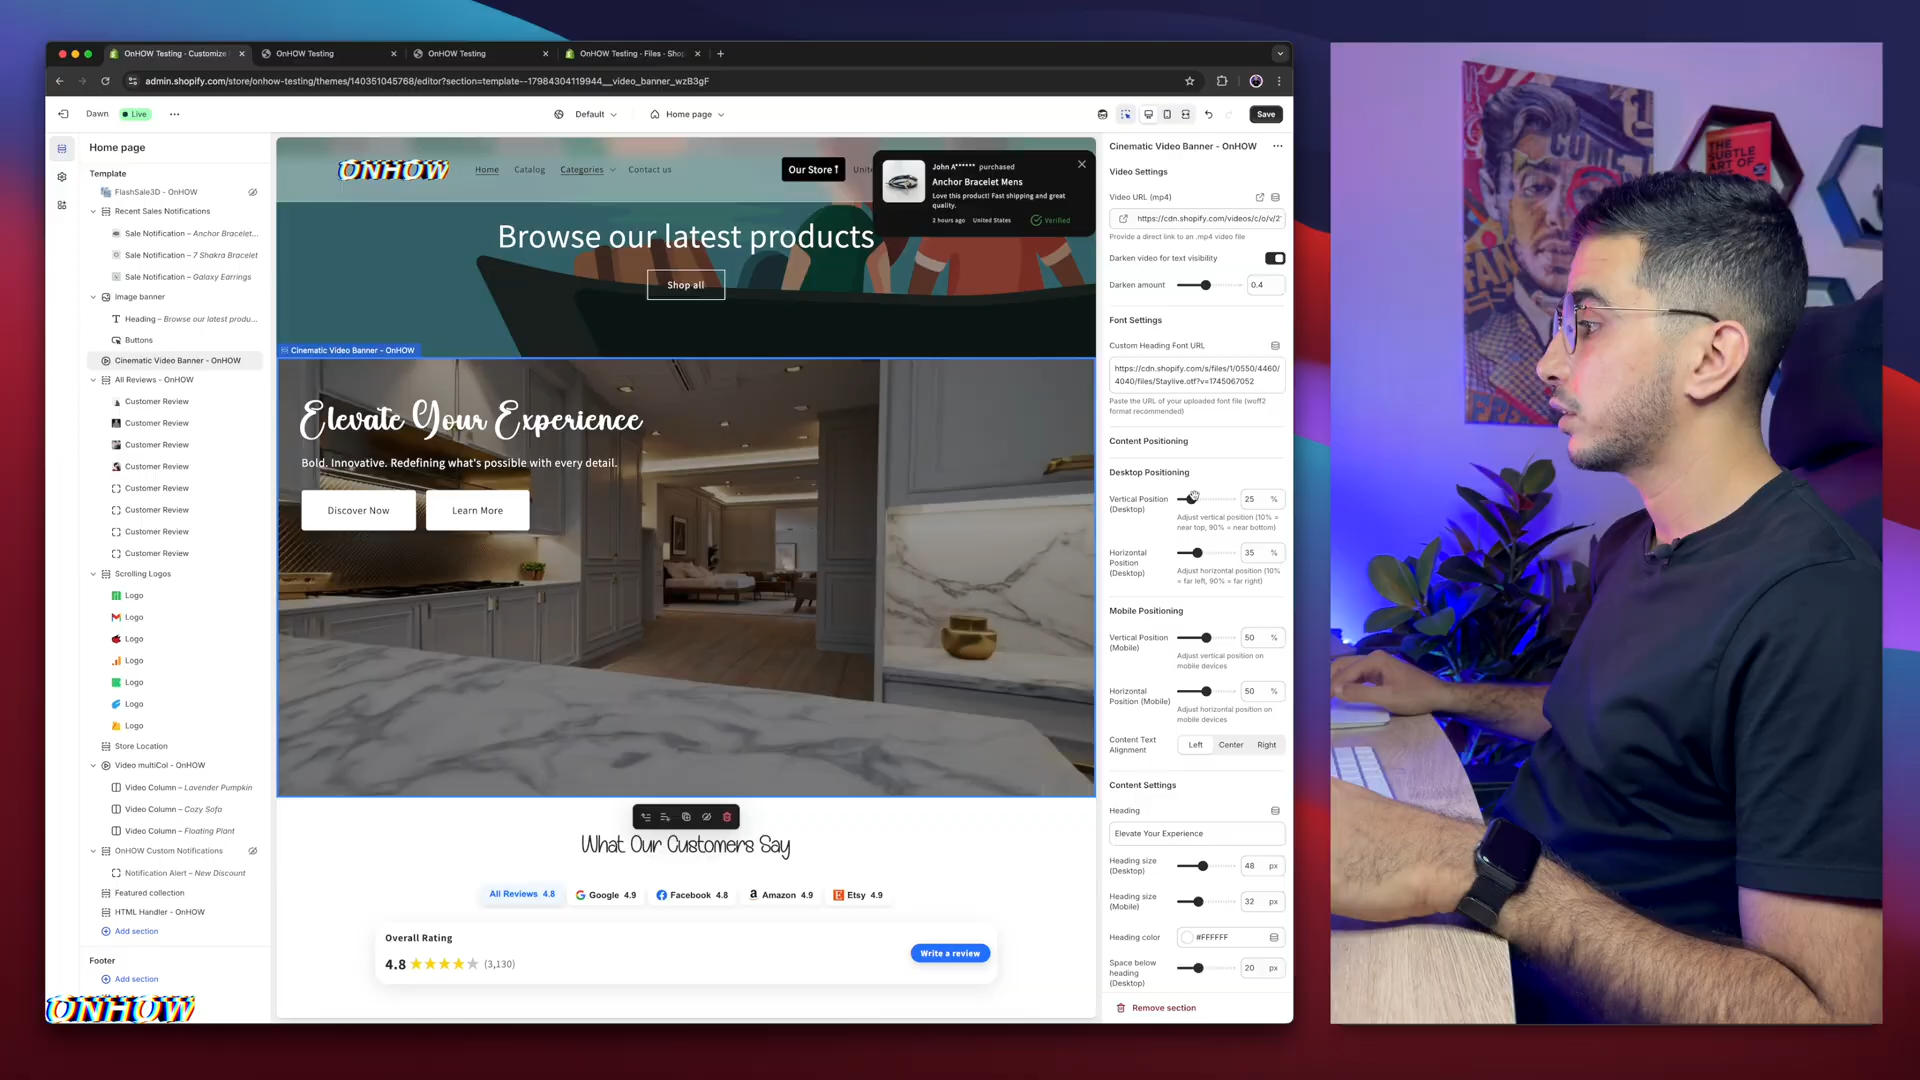 OnHOW Testing - Customize
OnHOW Testing
OnHOW Testing
OnHOW Testing - Files - Sho
admin.shopify.com/store/onhow-testing/themes/140351045768/editor?section=template--17984304119944__video_banner_wzB3gF
Dawn
Live
Default
Home page
Save
Home page
Template
FlashSale3D - OnHOW
Recent Sales Notifications
Sale Notification – Anchor Bracelet...
Sale Notification – 7 Shakra Bracelet
Sale Notification – Galaxy Earrings
Image banner
Heading – Browse our latest produ...
Buttons
Cinematic Video Banner - OnHOW
All Reviews - OnHOW
Customer Review
Customer Review
Customer Review
Customer Review
Customer Review
Customer Review
Customer Review
Customer Review
Scrolling Logos
Logo
Logo
Logo
Logo
Logo
Logo
Logo
Store Location
Video multiCol - OnHOW
Video Column – Lavender Pumpkin
Video Column – Cozy Sofa
Video Column – Floating Plant
OnHOW Custom Notifications
Notification Alert – New Discount
Featured collection
HTML Handler - OnHOW
Add section
Footer
Add section
ONHOW
ONHOW
Home
Catalog
Categories
Contact us
Our Store
John A****** purchased
Anchor Bracelet Mens
Love this product! Fast shipping and great
quality.
2 hours ago
United States
Verified
Browse our latest products
Shop all
Cinematic Video Banner - OnHOW
Elevate Your Experience
Bold. Innovative. Redefining what's possible with every detail.
Discover Now
Learn More
What Our Customers Say
All Reviews 4.8
Google 4.9
Facebook 4.8
Amazon 4.9
Etsy 4.9
Overall Rating
4.8
(3,130)
Write a review
Cinematic Video Banner - OnHOW
Video Settings
Video URL (mp4)
https://cdn.shopify.com/videos/c/o/v/2
Provide a direct link to an .mp4 video file
Darken video for text visibility
Darken amount
0.4
Font Settings
Custom Heading Font URL
https://cdn.shopify.com/s/files/1/0550/4460/
4040/files/Staylive.otf?v=1745067052
Paste the URL of your uploaded font file (woff2
format recommended)
Content Positioning
Desktop Positioning
Vertical Position
(Desktop)
25 %
Adjust vertical position (10% =
near top, 90% = near bottom)
Horizontal
Position
(Desktop)
35 %
Adjust horizontal position (10%
= far left, 90% = far right)
Mobile Positioning
Vertical Position
(Mobile)
50 %
Adjust vertical position on
mobile devices
Horizontal
Position (Mobile)
50 %
Adjust horizontal position on
mobile devices
Content Text
Alignment
Left
Center
Right
Content Settings
Heading
Elevate Your Experience
Heading size
(Desktop)
48 px
Heading size
(Mobile)
32 px
Heading color
#FFFFFF
Space below
heading
(Desktop)
20 px
Remove section
THE
SUBTLE
ART OF